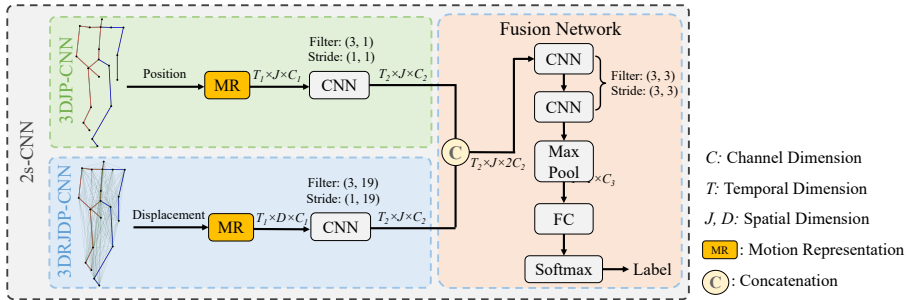 2s-CNN
3DJP-CNN
Position
MR
T₁×J×C₁
Filter: (3, 1)
Stride: (1, 1)
CNN
T₂×J×C₂
3DRJDP-CNN
Displacement
MR
T₁×D×C₁
Filter: (3, 19)
Stride: (1, 19)
CNN
T₂×J×C₂
C
T₂×J×2C₂
Fusion Network
CNN
CNN
Filter: (3, 3)
Stride: (3, 3)
Max
Pool
×C₃
FC
Softmax
Label
C: Channel Dimension
T: Temporal Dimension
J, D: Spatial Dimension
MR : Motion Representation
C : Concatenation